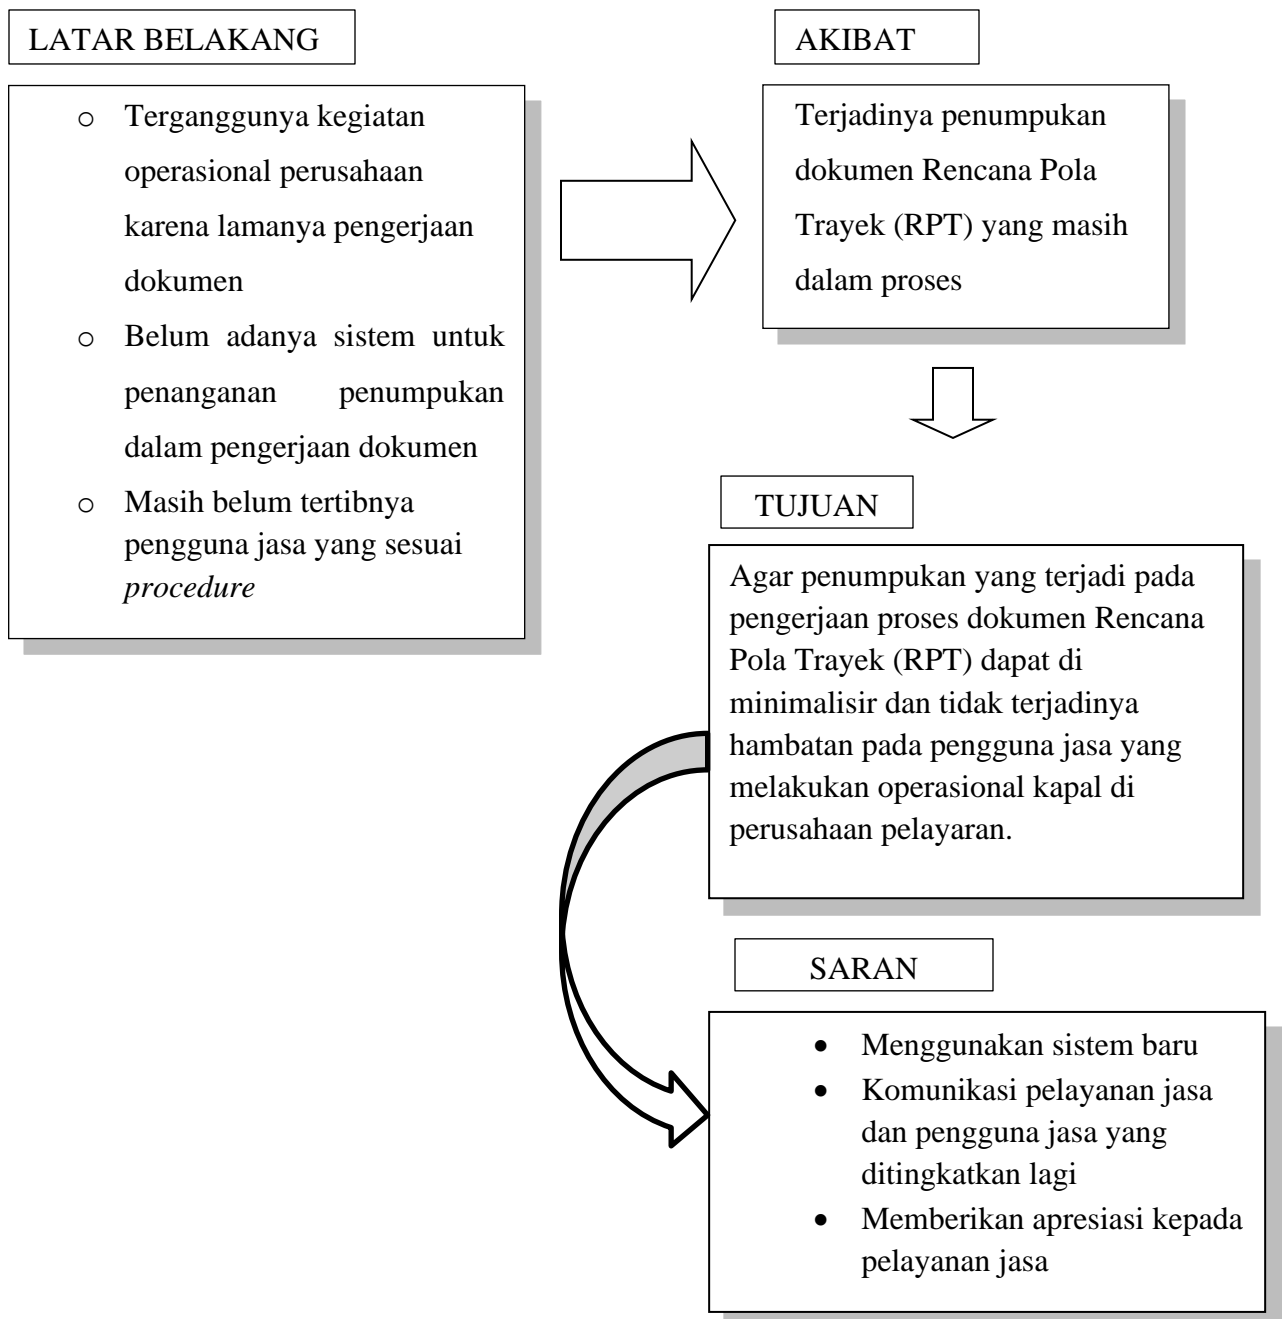 LATAR BELAKANG
○ Terganggunya kegiatan
operasional perusahaan
karena lamanya pengerjaan
dokumen
○ Belum adanya sistem untuk
penanganan penumpukan
dalam pengerjaan dokumen
○ Masih belum tertibnya
pengguna jasa yang sesuai
procedure
AKIBAT
Terjadinya penumpukan
dokumen Rencana Pola
Trayek (RPT) yang masih
dalam proses
TUJUAN
Agar penumpukan yang terjadi pada
pengerjaan proses dokumen Rencana
Pola Trayek (RPT) dapat di
minimalisir dan tidak terjadinya
hambatan pada pengguna jasa yang
melakukan operasional kapal di
perusahaan pelayaran.
SARAN
• Menggunakan sistem baru
• Komunikasi pelayanan jasa
dan pengguna jasa yang
ditingkatkan lagi
• Memberikan apresiasi kepada
pelayanan jasa